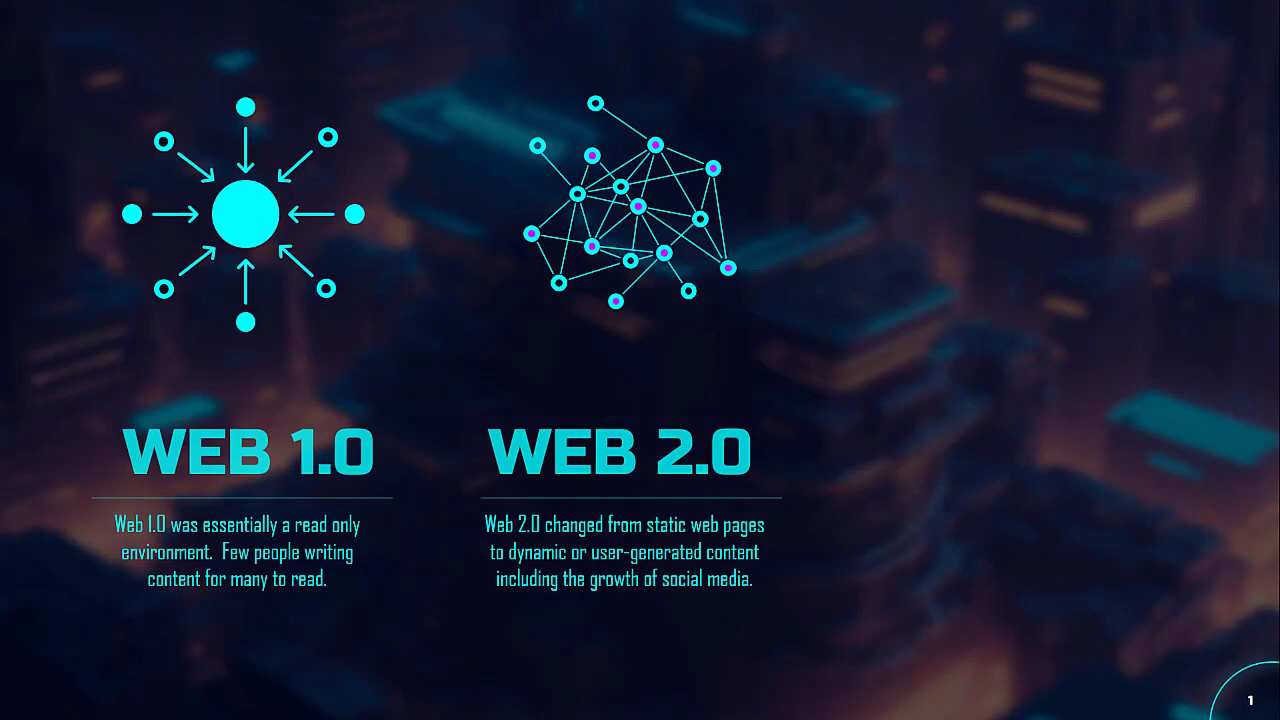 WEB 1.0
Web 1.0 was essentially a read only
environment.  Few people writing
content for many to read.
WEB 2.0
Web 2.0 changed from static web pages
to dynamic or user-generated content
including the growth of social media.
1